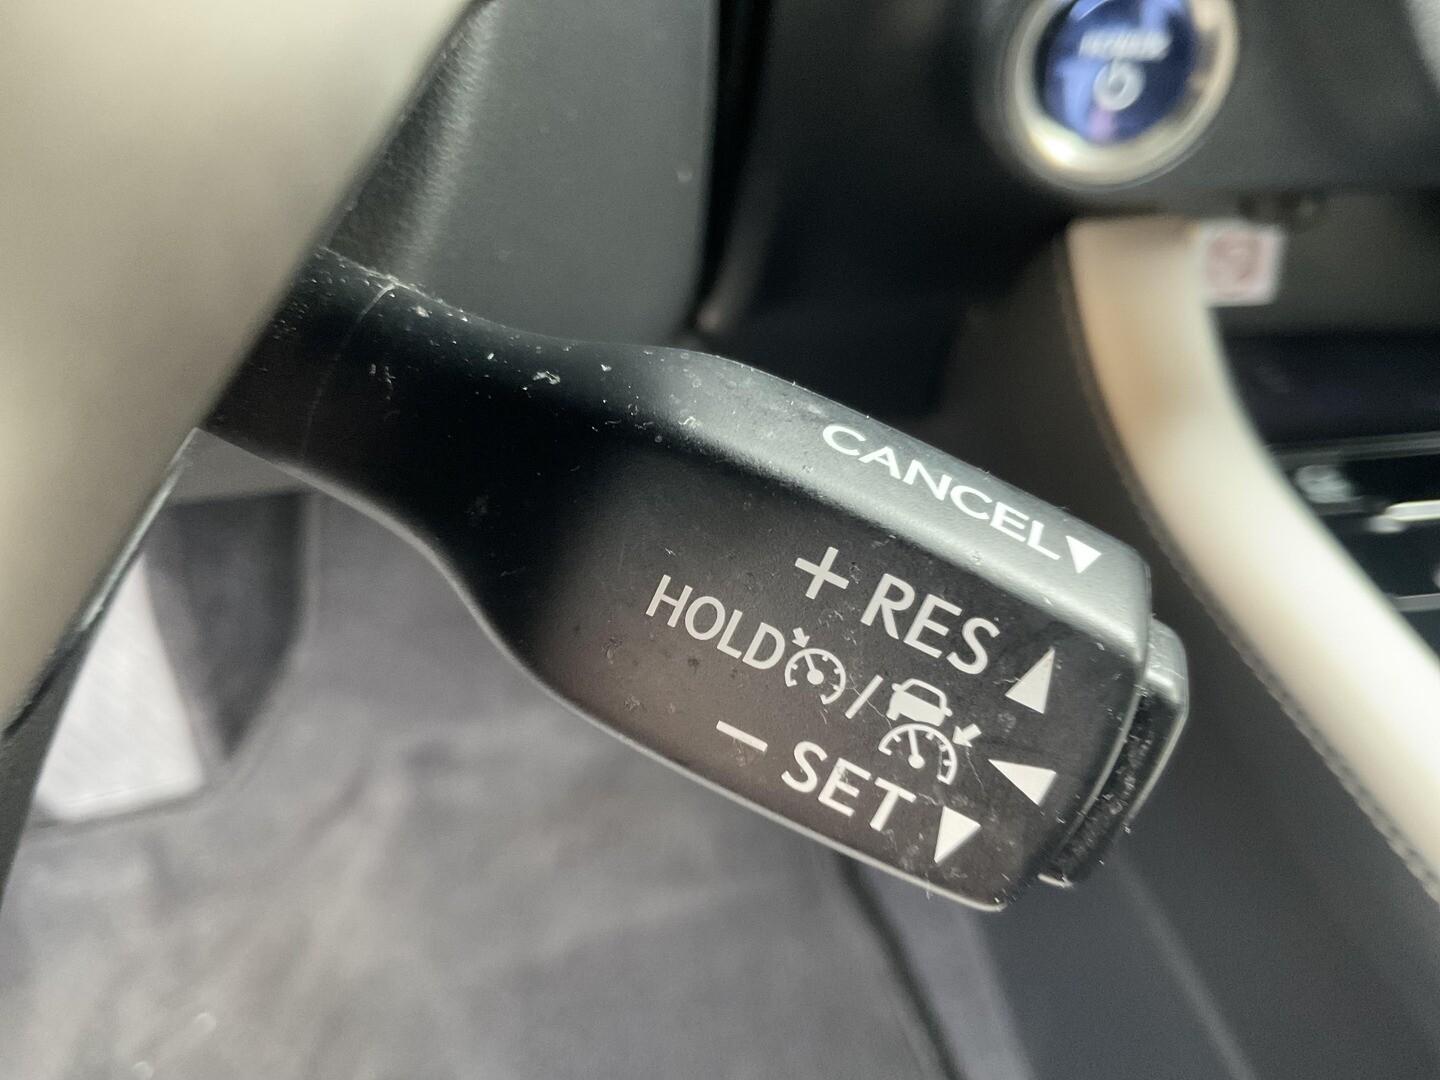 CANCEL▼
+ RES ▲
HOLD / ◀
− SET ▼